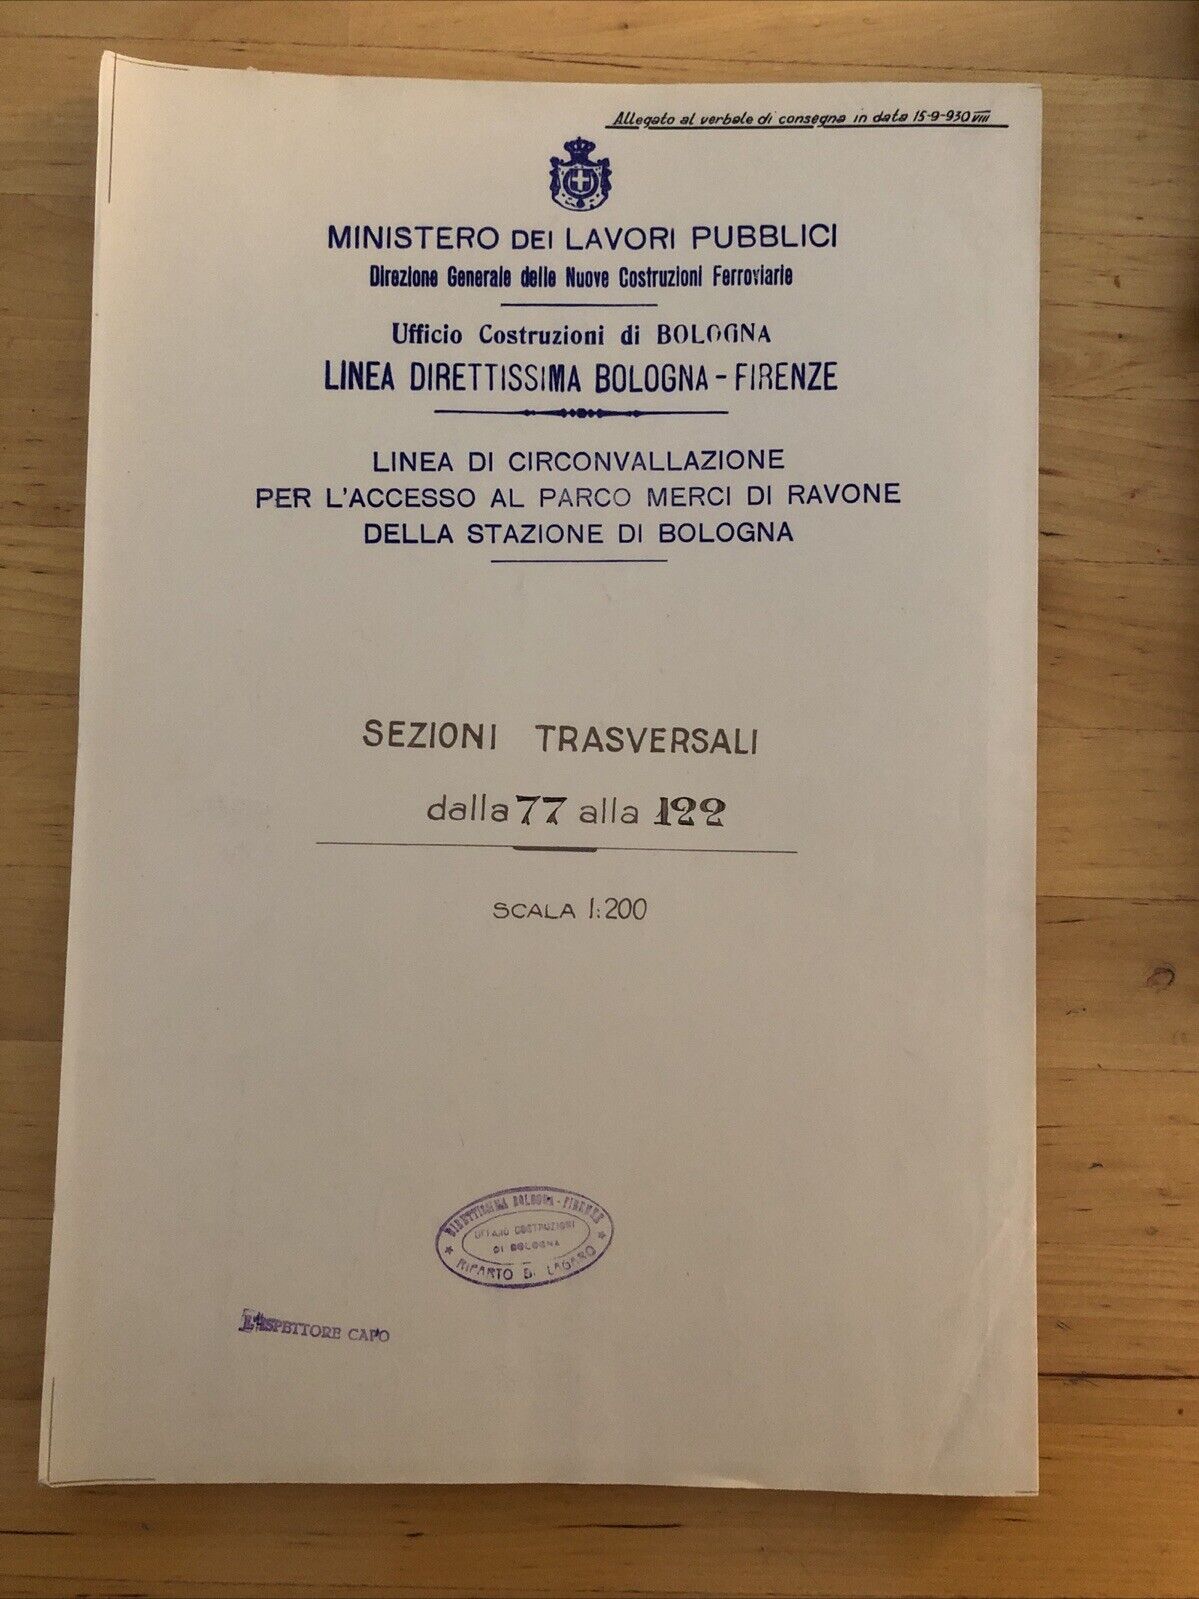 Allegato al verbale di consegna in data 15-9-930 VIII
MINISTERO DEI LAVORI PUBBLICI
Direzione Generale delle Nuove Costruzioni Ferroviarie
Ufficio Costruzioni di BOLOGNA
LINEA DIRETTISSIMA BOLOGNA - FIRENZE
LINEA DI CIRCONVALLAZIONE
PER L'ACCESSO AL PARCO MERCI DI RAVONE
DELLA STAZIONE DI BOLOGNA
SEZIONI TRASVERSALI
dalla 77 alla 122
SCALA 1:200
DIRETTISSIMA BOLOGNA - FIRENZE
UFFICIO COSTRUZIONI
DI BOLOGNA
RIPARTO D. LAGARO
L'ISPETTORE CAPO